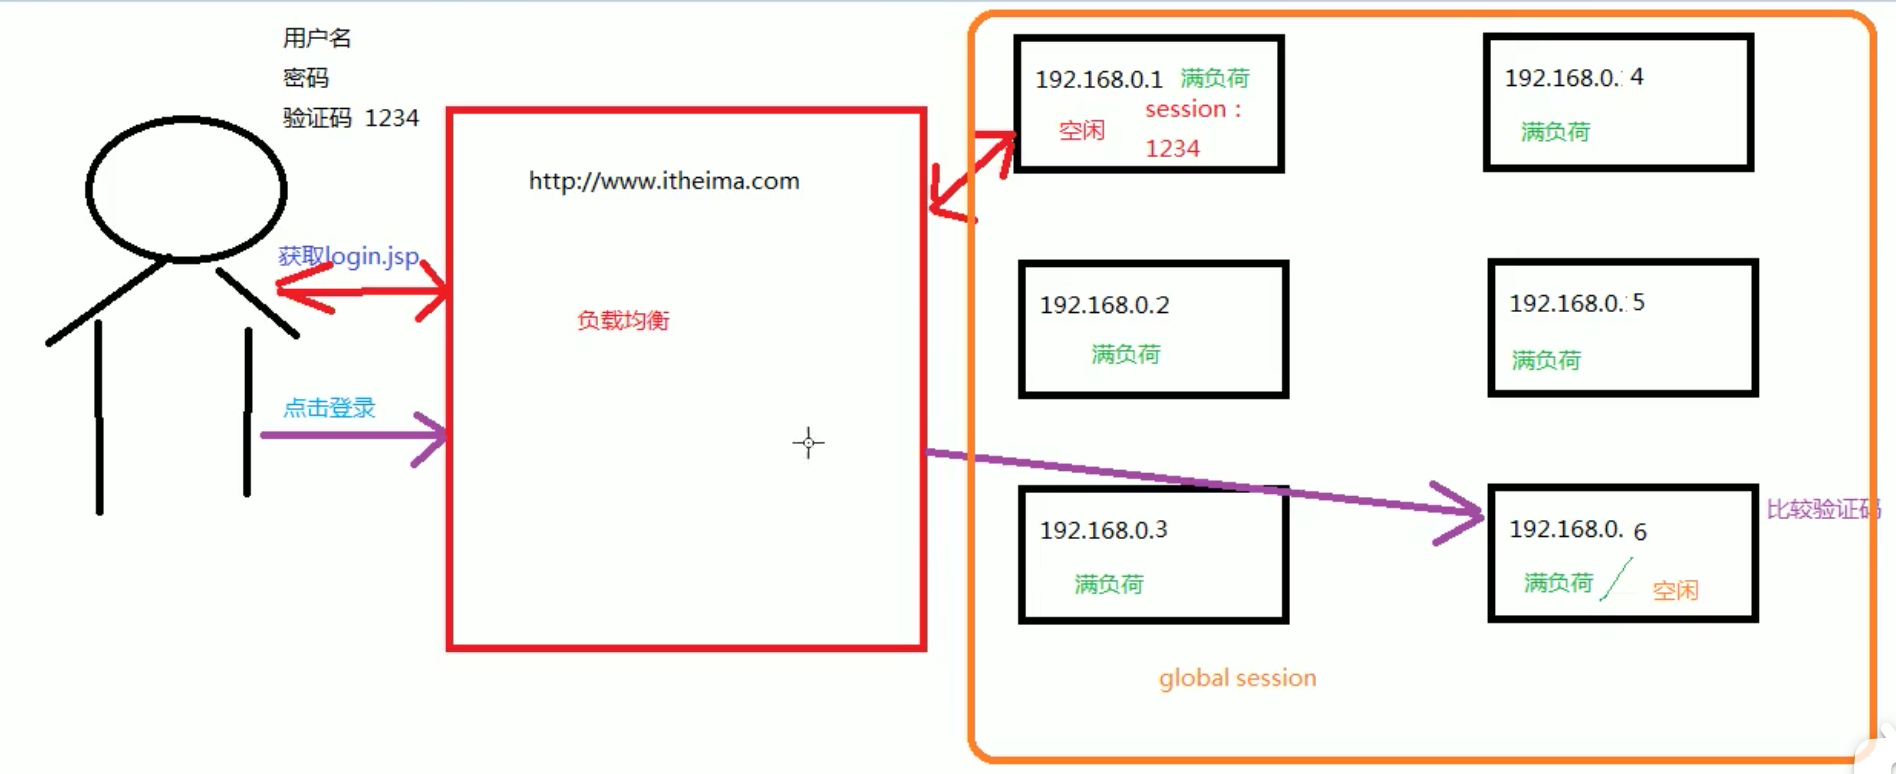 用户名
密码
验证码 1234
获取login.jsp
点击登录
http://www.itheima.com
负载均衡
192.168.0.1 满负荷
空闲
session：
1234
192.168.0. 4
满负荷
192.168.0.2
满负荷
192.168.0. 5
满负荷
192.168.0.3
满负荷
192.168.0. 6
满负荷 / 空闲
比较验证码
global session